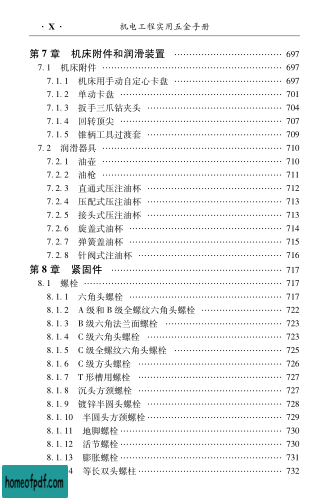 · X · 机电工程实用五金手册
第 7 章 机床附件和润滑装置 ⋯⋯ 697
7. 1 机床附件 ⋯⋯ 697
7. 1. 1 机床用手动自定心卡盘 ⋯⋯ 697
7. 1. 2 单动卡盘 ⋯⋯ 701
7. 1. 3 扳手三爪钻夹头 ⋯⋯ 704
7. 1. 4 回转顶尖 ⋯⋯ 707
7. 1. 5 锥柄工具过渡套 ⋯⋯ 709
7. 2 润滑器具 ⋯⋯ 710
7. 2. 1 油壶 ⋯⋯ 710
7. 2. 2 油枪 ⋯⋯ 711
7. 2. 3 直通式压注油杯 ⋯⋯ 712
7. 2. 4 压配式压注油杯 ⋯⋯ 713
7. 2. 5 接头式压注油杯 ⋯⋯ 713
7. 2. 6 旋盖式油杯 ⋯⋯ 714
7. 2. 7 弹簧盖油杯 ⋯⋯ 715
7. 2. 8 针阀式注油杯 ⋯⋯ 716
第 8 章 紧固件 ⋯⋯ 717
8. 1 螺栓 ⋯⋯ 717
8. 1. 1 六角头螺栓 ⋯⋯ 717
8. 1. 2 A 级和 B 级全螺纹六角头螺栓 ⋯⋯ 722
8. 1. 3 B 级六角法兰面螺栓 ⋯⋯ 723
8. 1. 4 C 级六角头螺栓 ⋯⋯ 723
8. 1. 5 C 级全螺纹六角头螺栓 ⋯⋯ 725
8. 1. 6 C 级方头螺栓 ⋯⋯ 726
8. 1. 7 T 形槽用螺栓 ⋯⋯ 727
8. 1. 8 沉头方颈螺栓 ⋯⋯ 727
8. 1. 9 镀锌半圆头螺栓 ⋯⋯ 728
8. 1. 10 半圆头方颈螺栓 ⋯⋯ 729
8. 1. 11 地脚螺栓 ⋯⋯ 730
8. 1. 12 活节螺栓 ⋯⋯ 730
8. 1. 13 膨胀螺栓 ⋯⋯ 731
4 等长双头螺柱 ⋯⋯ 732
homeofpdf.com